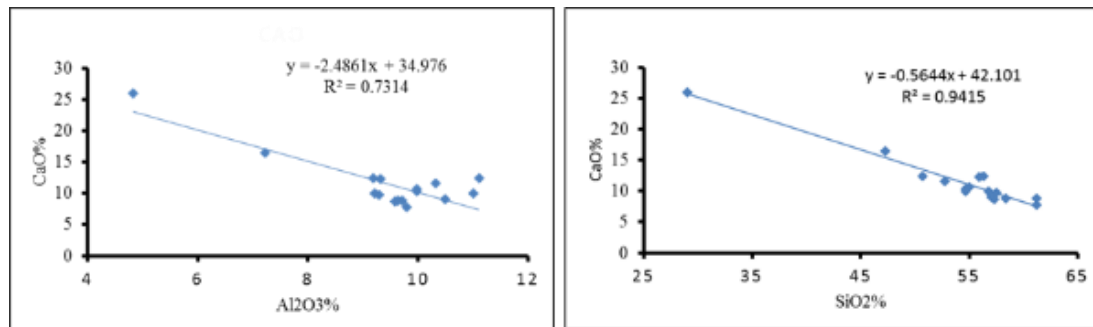 y = -2.4861x + 34.976
R² = 0.7314
30
25
20
15
10
5
0
CaO%
4 6 8 10 12
Al2O3%
y = -0.5644x + 42.101
R² = 0.9415
30
25
20
15
10
5
0
CaO%
25 35 45 55 65
SiO2%